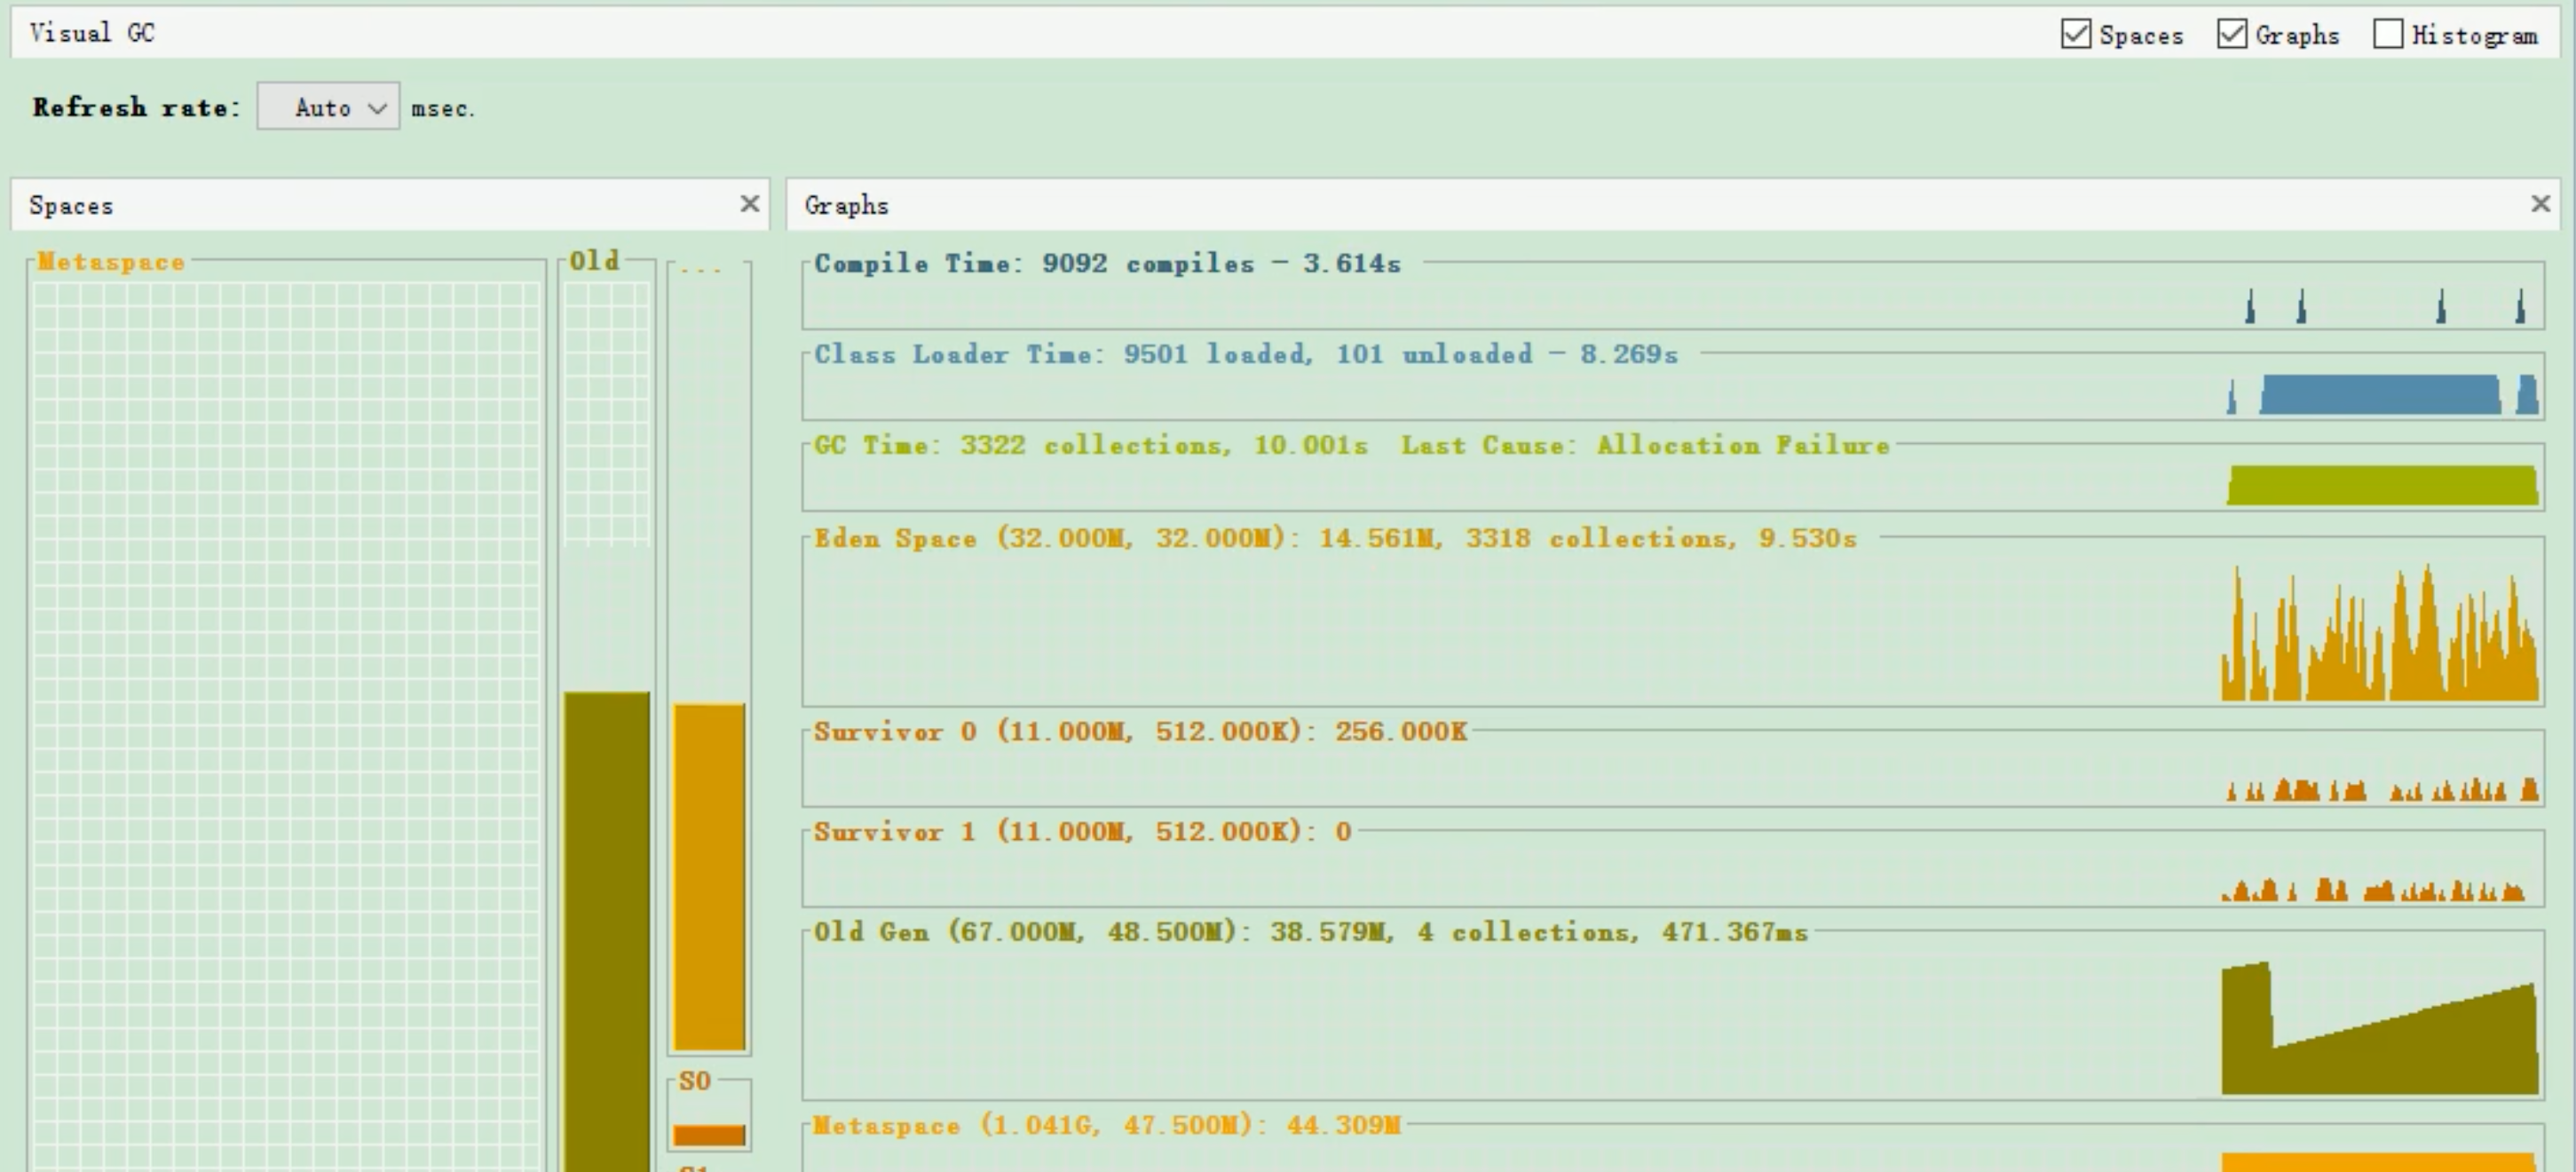 Visual GC
Spaces
Graphs
Histogram
Refresh rate: Auto msec.
Spaces
Graphs
Metaspace
Old
...
S0
Compile Time: 9092 compiles - 3.614s
Class Loader Time: 9501 loaded, 101 unloaded - 8.269s
GC Time: 3322 collections, 10.001s Last Cause: Allocation Failure
Eden Space (32.000M, 32.000M): 14.561M, 3318 collections, 9.530s
Survivor 0 (11.000M, 512.000K): 256.000K
Survivor 1 (11.000M, 512.000K): 0
Old Gen (67.000M, 48.500M): 38.579M, 4 collections, 471.367ms
Metaspace (1.041G, 47.500M): 44.309M